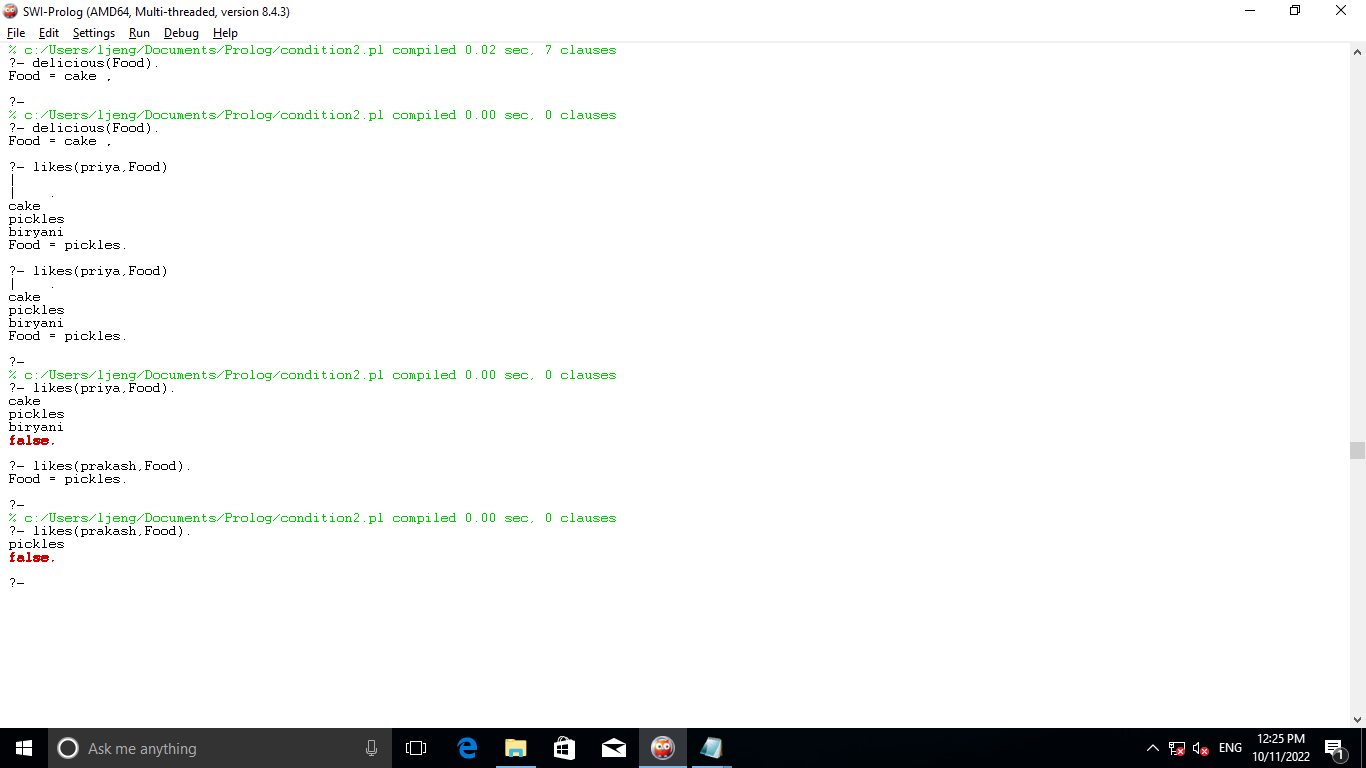 SWI-Prolog (AMD64, Multi-threaded, version 8.4.3)
File Edit Settings Run Debug Help
% c:/Users/ljeng/Documents/Prolog/condition2.pl compiled 0.02 sec, 7 clauses
?- delicious(Food).
Food = cake ,
?-
% c:/Users/ljeng/Documents/Prolog/condition2.pl compiled 0.00 sec, 0 clauses
?- delicious(Food).
Food = cake ,
?- likes(priya,Food)
|
| .
cake
pickles
biryani
Food = pickles.
?- likes(priya,Food)
| .
cake
pickles
biryani
Food = pickles.
?-
% c:/Users/ljeng/Documents/Prolog/condition2.pl compiled 0.00 sec, 0 clauses
?- likes(priya,Food).
cake
pickles
biryani
false.
?- likes(prakash,Food).
Food = pickles.
?-
% c:/Users/ljeng/Documents/Prolog/condition2.pl compiled 0.00 sec, 0 clauses
?- likes(prakash,Food).
pickles
false.
?-
Ask me anything
ENG
12:25 PM
10/11/2022
1